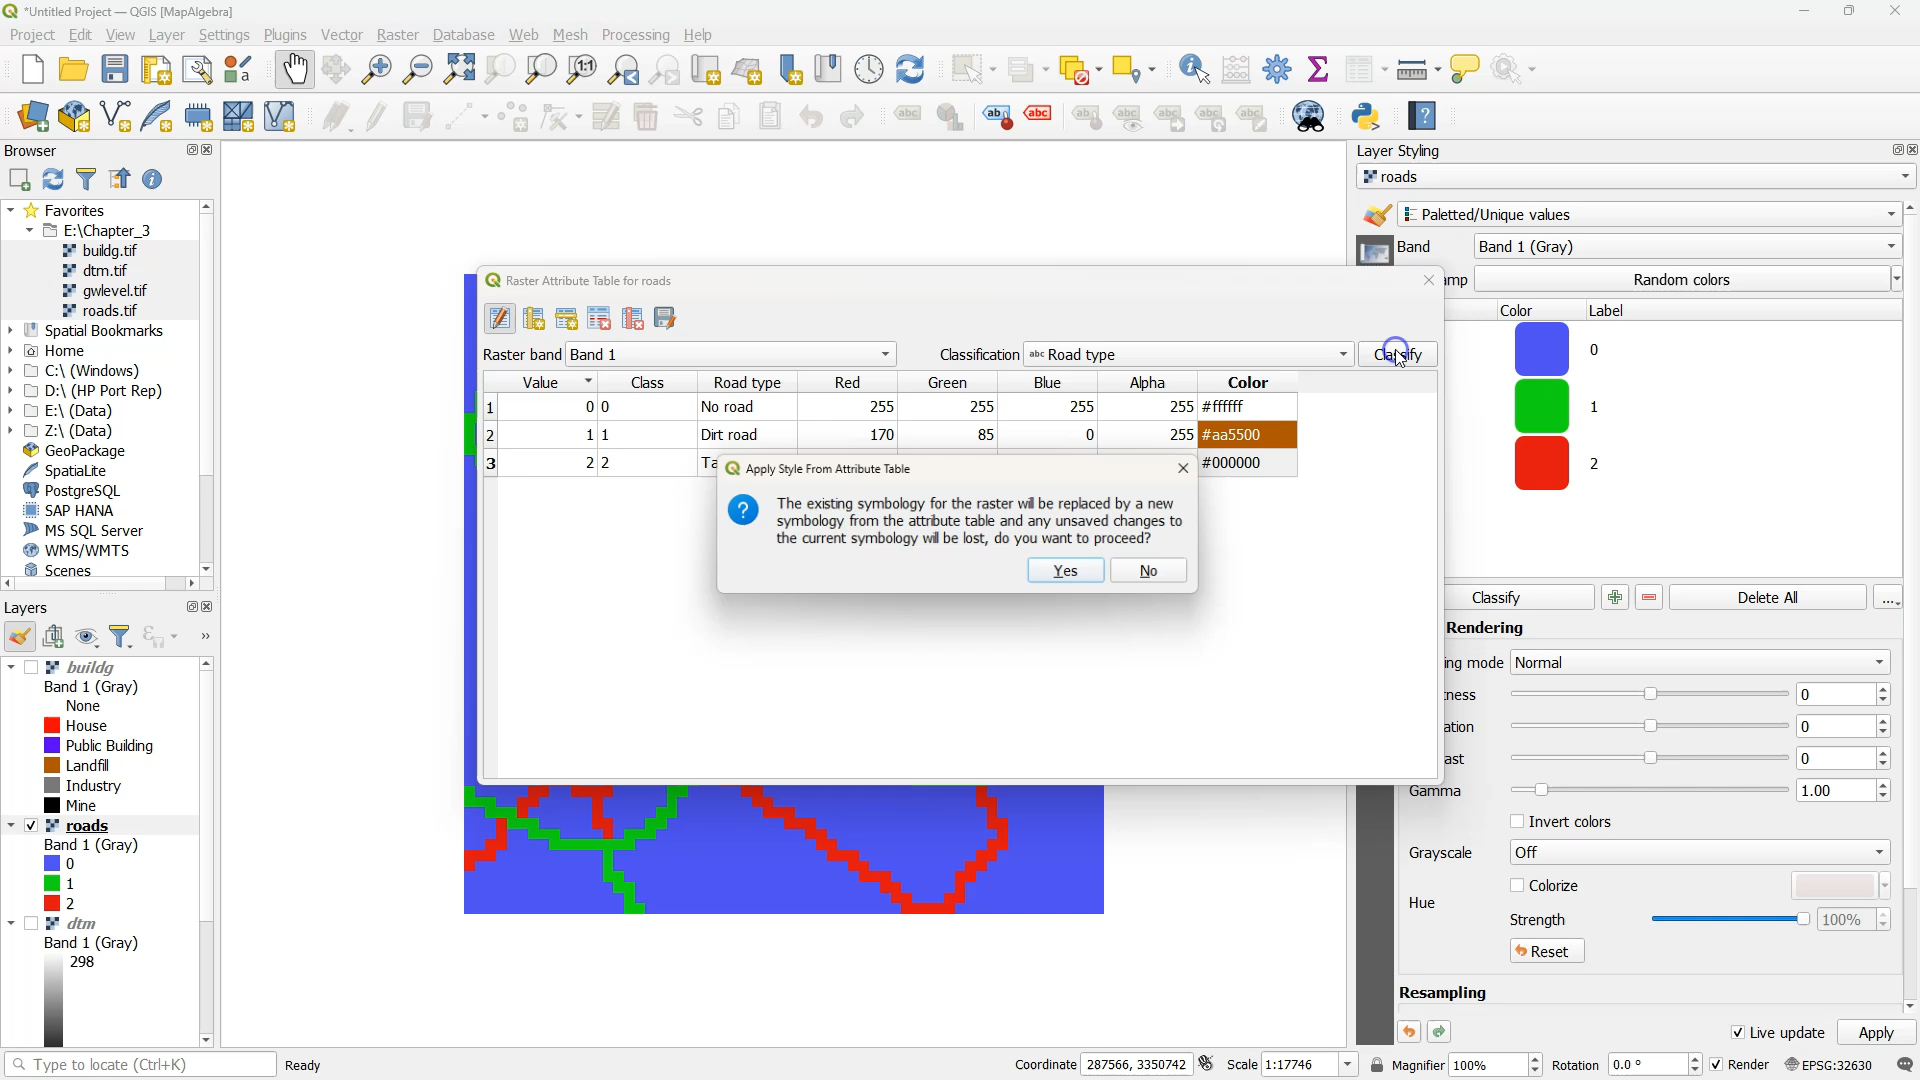 *Untitled Project — QGIS [MapAlgebra]
Project Edit View Layer Settings Plugins Vector Raster Database Web Mesh Processing Help
Browser
Favorites
E:\Chapter_3
buildg.tif
dtm.tif
gwlevel.tif
roads.tif
Spatial Bookmarks
Home
C:\ (Windows)
D:\ (HP Port Rep)
E:\ (Data)
Z:\ (Data)
GeoPackage
SpatiaLite
PostgreSQL
SAP HANA
MS SQL Server
WMS/WMTS
Scenes
Layers
buildg
Band 1 (Gray)
None
House
Public Building
Landfill
Industry
Mine
roads
Band 1 (Gray)
0
1
2
dtm
Band 1 (Gray)
298
Raster Attribute Table for roads
Raster band Band 1 Classification abc Road type Classify
Value Class Road type Red Green Blue Alpha Color
1 0 0 No road 255 255 255 255 #ffffff
2 1 1 Dirt road 170 85 0 255 #aa5500
3 2 2 #000000
Apply Style From Attribute Table
The existing symbology for the raster will be replaced by a new
symbology from the attribute table and any unsaved changes to
the current symbology will be lost, do you want to proceed?
Yes No
Layer Styling
roads
Paletted/Unique values
Band Band 1 (Gray)
Random colors
Color Label
0
1
2
Classify Delete All ...
Rendering
Normal
0
0
0
Gamma 1.00
Invert colors
Grayscale Off
Hue Colorize
Strength 100%
Reset
Resampling
Live update Apply
Type to locate (Ctrl+K) Ready Coordinate 287566, 3350742 Scale 1:17746 Magnifier 100% Rotation 0.0 ° Render EPSG:32630